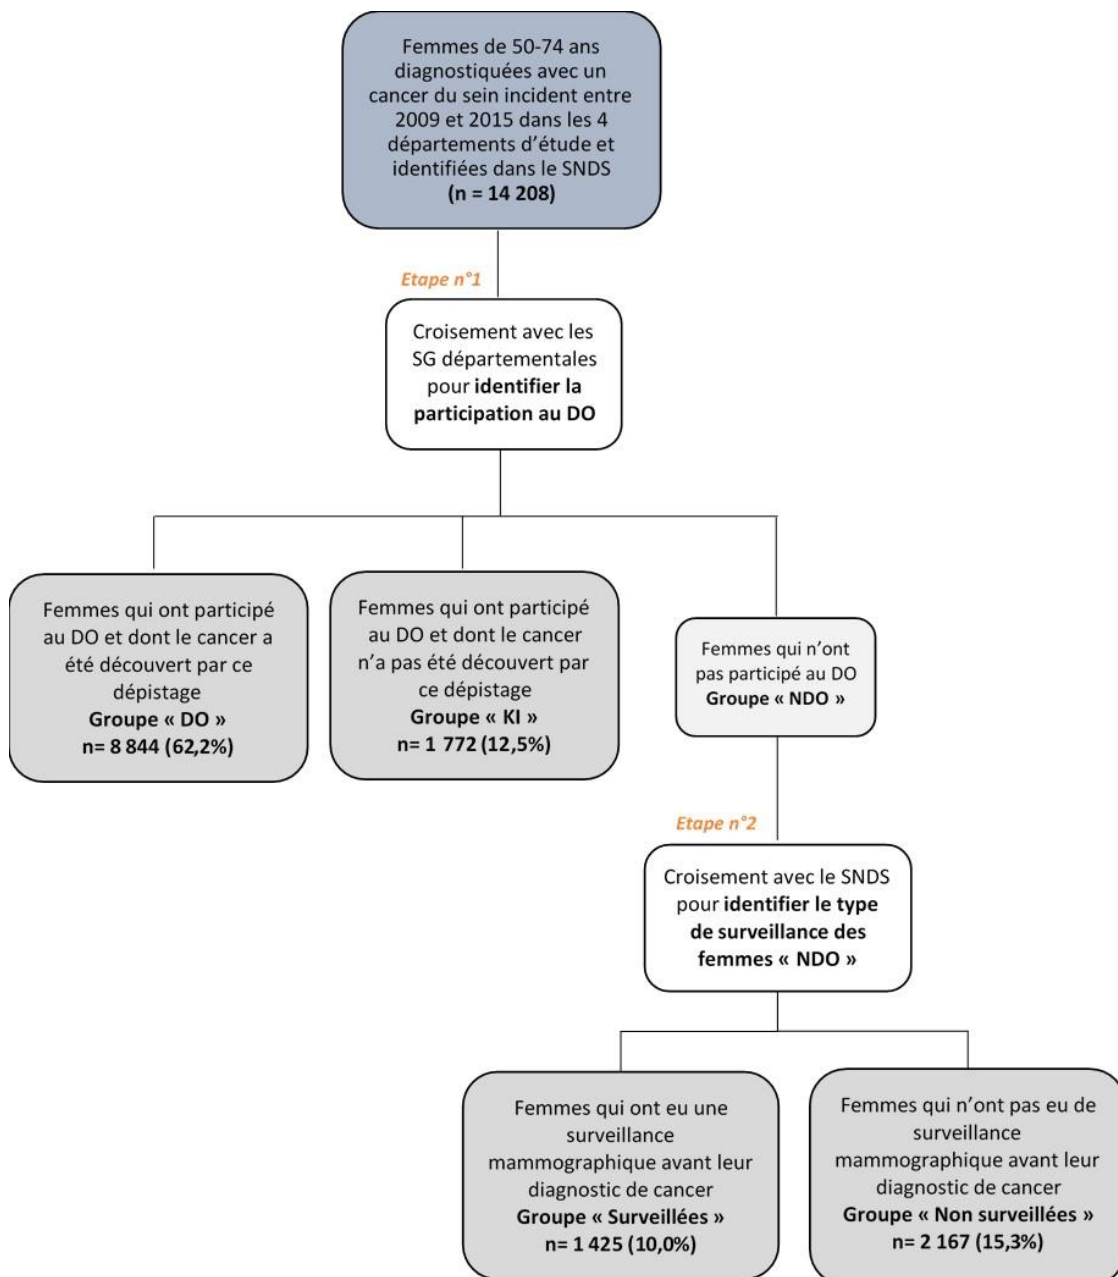 Femmes de 50-74 ans
diagnostiquées avec un
cancer du sein incident entre
2009 et 2015 dans les 4
départements d'étude et
identifiées dans le SNDS
(n = 14 208)
Etape n°1
Croisement avec les
SG départementales
pour identifier la
participation au DO
Femmes qui ont participé
au DO et dont le cancer a
été découvert par ce
dépistage
Groupe « DO »
n= 8 844 (62,2%)
Femmes qui ont participé
au DO et dont le cancer
n'a pas été découvert par
ce dépistage
Groupe « KI »
n= 1 772 (12,5%)
Femmes qui n'ont
pas participé au DO
Groupe « NDO »
Etape n°2
Croisement avec le SNDS
pour identifier le type
de surveillance des
femmes « NDO »
Femmes qui ont eu une
surveillance
mammographique avant leur
diagnostic de cancer
Groupe « Surveillées »
n= 1 425 (10,0%)
Femmes qui n'ont pas eu de
surveillance
mammographique avant leur
diagnostic de cancer
Groupe « Non surveillées »
n= 2 167 (15,3%)